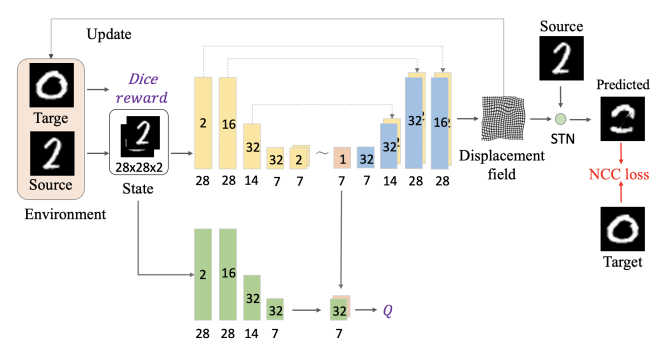 Update
Source
Dice
reward
Targe
Source
2
28x28x2
State
Environment
2
16
32
32
2
~
1
32
32
32
16
28
28
14
7
7
7
7
14
28
28
Displacement
field
STN
Predicted
NCC loss
Target
2
2
16
32
32
32
Q
28
28
14
7
7